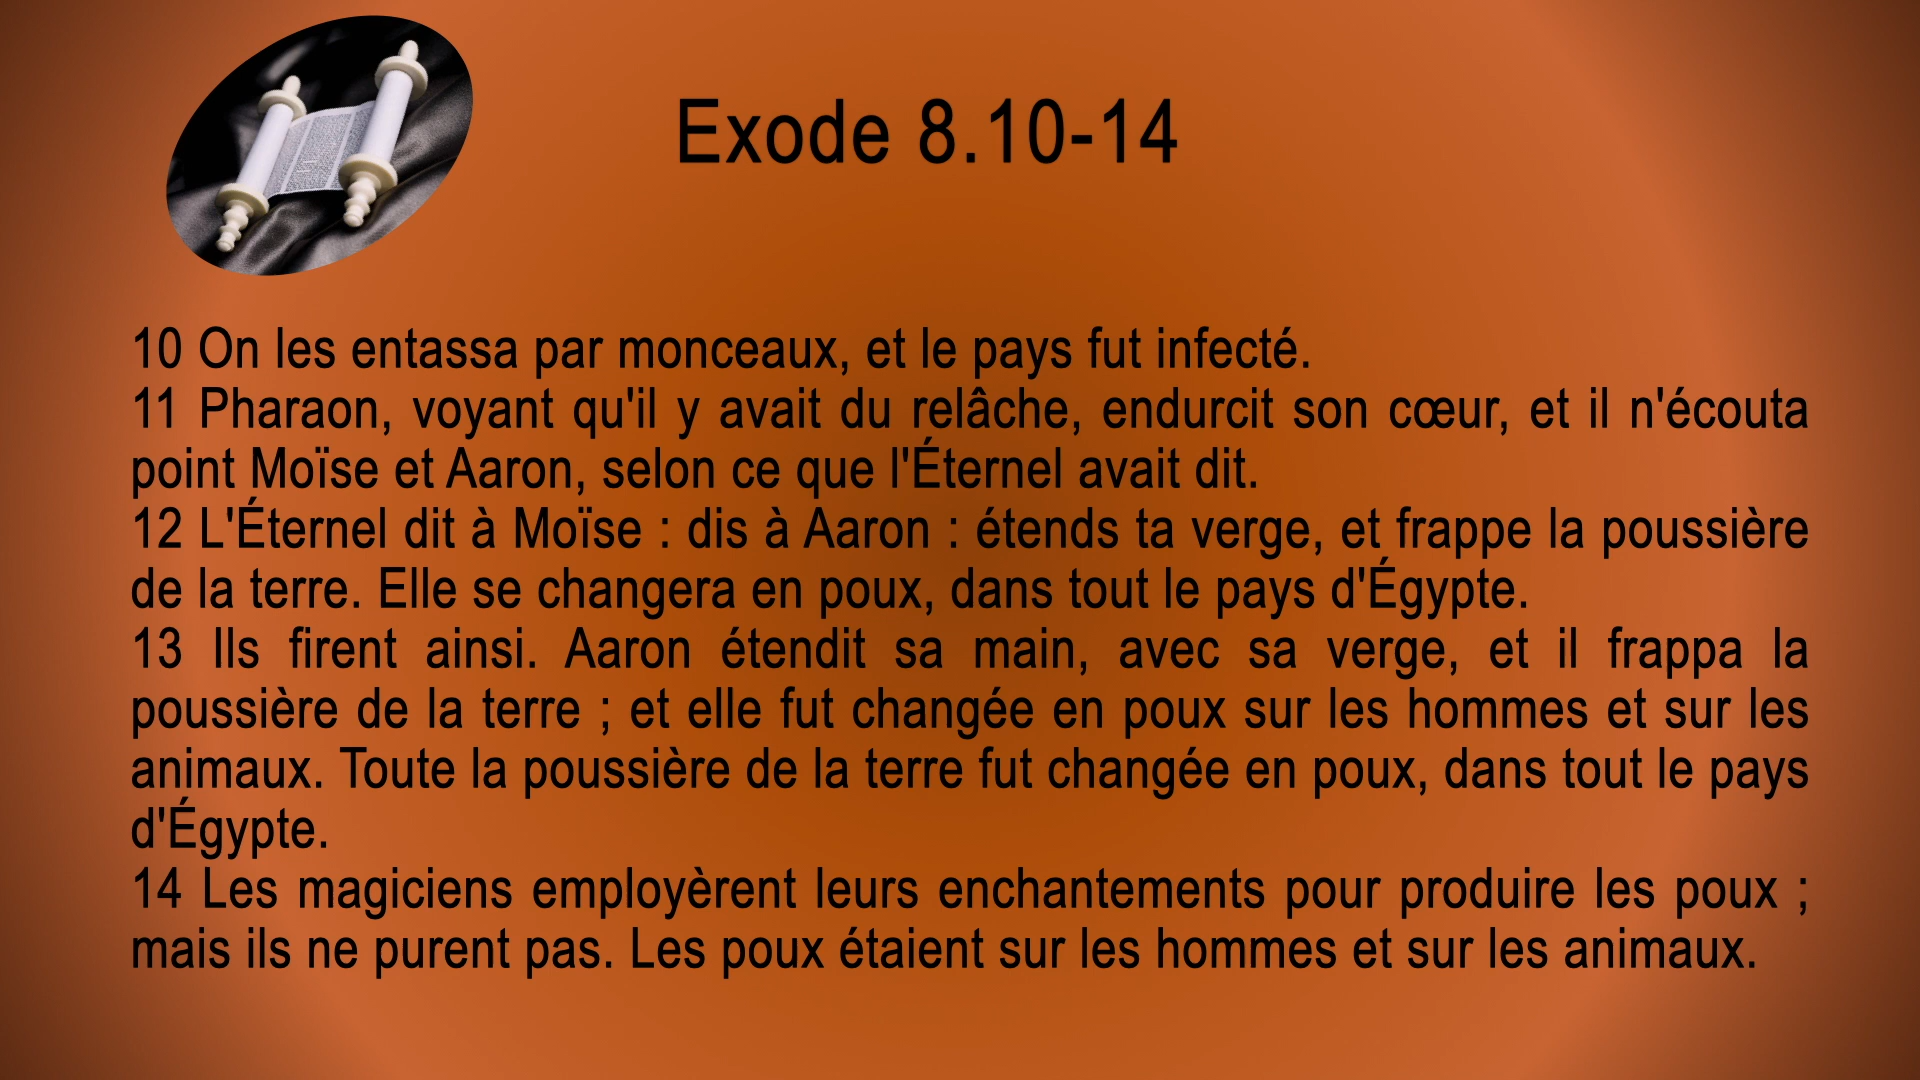 Exode 8.10-14
10 On les entassa par monceaux, et le pays fut infecté.
11 Pharaon, voyant qu'il y avait du relâche, endurcit son cœur, et il n'écouta
point Moïse et Aaron, selon ce que l'Éternel avait dit.
12 L'Éternel dit à Moïse : dis à Aaron : étends ta verge, et frappe la poussière
de la terre. Elle se changera en poux, dans tout le pays d'Égypte.
13 Ils firent ainsi. Aaron étendit sa main, avec sa verge, et il frappa la
poussière de la terre ; et elle fut changée en poux sur les hommes et sur les
animaux. Toute la poussière de la terre fut changée en poux, dans tout le pays
d'Égypte.
14 Les magiciens employèrent leurs enchantements pour produire les poux ;
mais ils ne purent pas. Les poux étaient sur les hommes et sur les animaux.